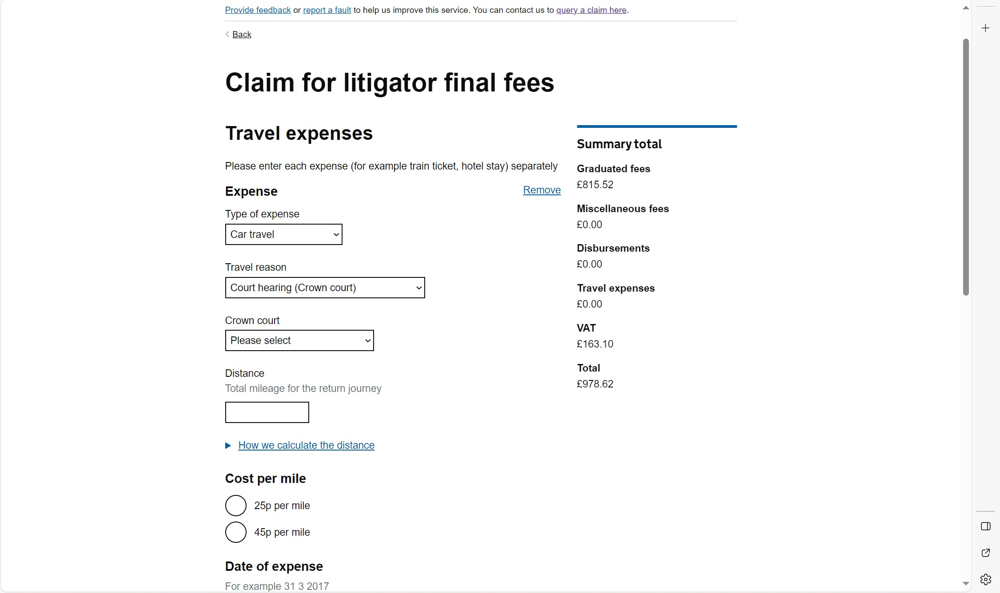 Provide feedback or report a fault to help us improve this service. You can contact us to query a claim here.
Back
Claim for litigator final fees
Travel expenses
Please enter each expense (for example train ticket, hotel stay) separately
Expense
Remove
Type of expense
Car travel
Travel reason
Court hearing (Crown court)
Crown court
Please select
Distance
Total mileage for the return journey
How we calculate the distance
Cost per mile
25p per mile
45p per mile
Date of expense
For example 31 3 2017
Summary total
Graduated fees
£815.52
Miscellaneous fees
£0.00
Disbursements
£0.00
Travel expenses
£0.00
VAT
£163.10
Total
£978.62